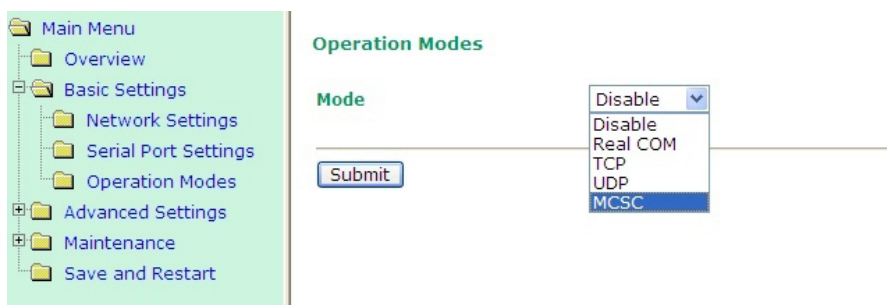 Main Menu
Overview
Basic Settings
Network Settings
Serial Port Settings
Operation Modes
Advanced Settings
Maintenance
Save and Restart
Operation Modes
Mode
Disable
Disable
Real COM
TCP
UDP
MCSC
Submit